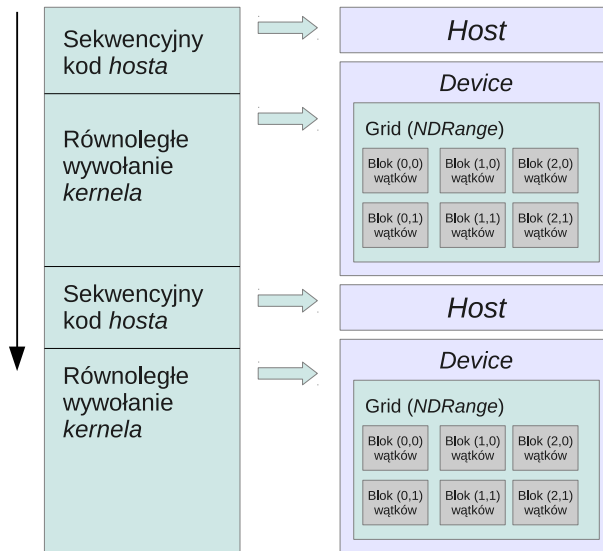 Sekwencyjny
kod hosta
Host
Równoległe
wywołanie
kernela
Device
Grid (NDRange)
Blok (0,0)
wątków
Blok (1,0)
wątków
Blok (2,0)
wątków
Blok (0,1)
wątków
Blok (1,1)
wątków
Blok (2,1)
wątków
Sekwencyjny
kod hosta
Host
Równoległe
wywołanie
kernela
Device
Grid (NDRange)
Blok (0,0)
wątków
Blok (1,0)
wątków
Blok (2,0)
wątków
Blok (0,1)
wątków
Blok (1,1)
wątków
Blok (2,1)
wątków